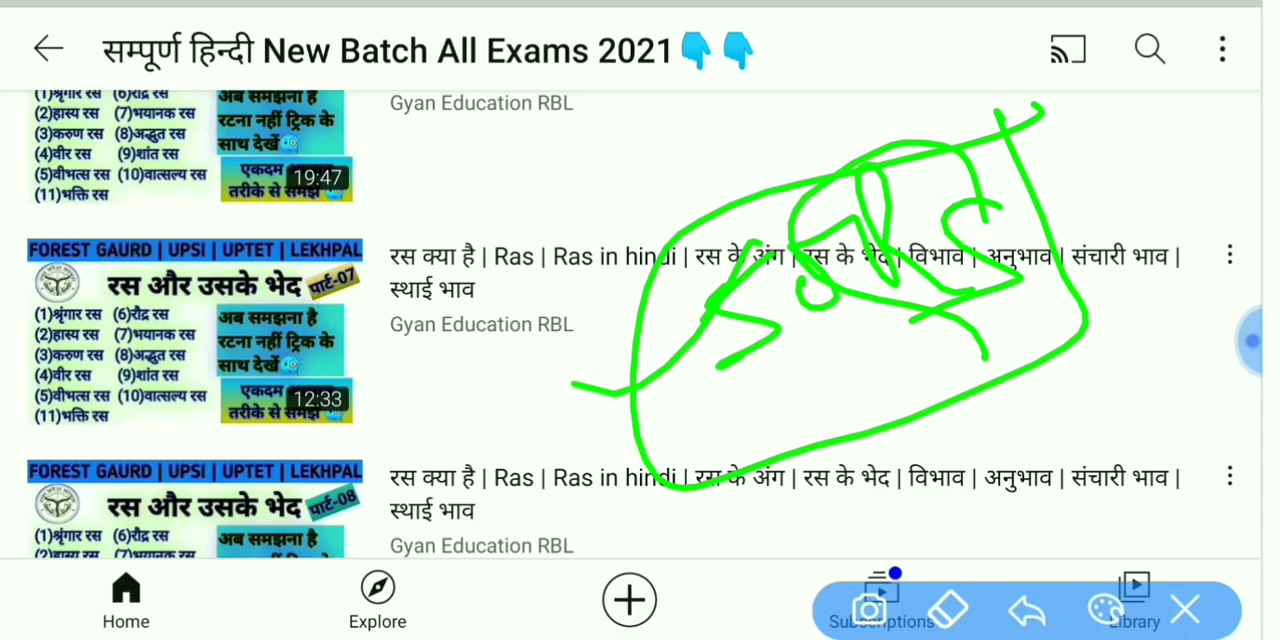 सम्पूर्ण हिन्दी New Batch All Exams 2021👇👇
(1)श्रृंगार रस (6)रौद्र रस
(2)हास्य रस (7)भयानक रस
(3)करुण रस (8)अद्भुत रस
(4)वीर रस (9)शांत रस
(5)वीभत्स रस (10)वात्सल्य रस
(11)भक्ति रस
अब समझना है
रटना नहीं ट्रिक के
साथ देखें
एकदम
तरीके से समझें
19:47
Gyan Education RBL
FOREST GAURD | UPSI | UPTET | LEKHPAL
रस और उसके भेद पार्ट-07
(1)श्रृंगार रस (6)रौद्र रस
(2)हास्य रस (7)भयानक रस
(3)करुण रस (8)अद्भुत रस
(4)वीर रस (9)शांत रस
(5)वीभत्स रस (10)वात्सल्य रस
(11)भक्ति रस
अब समझना है
रटना नहीं ट्रिक के
साथ देखें
एकदम
तरीके से समझें
12:33
रस क्या है | Ras | Ras in hindi | रस के अंग | रस के भेद | विभाव | अनुभाव | संचारी भाव |
स्थाई भाव
Gyan Education RBL
FOREST GAURD | UPSI | UPTET | LEKHPAL
रस और उसके भेद पार्ट-08
(1)श्रृंगार रस (6)रौद्र रस
(2)हास्य रस (7)भयानक रस
अब समझना है
रस क्या है | Ras | Ras in hindi | रस के अंग | रस के भेद | विभाव | अनुभाव | संचारी भाव |
स्थाई भाव
Gyan Education RBL
Home
Explore
Subscriptions
Library